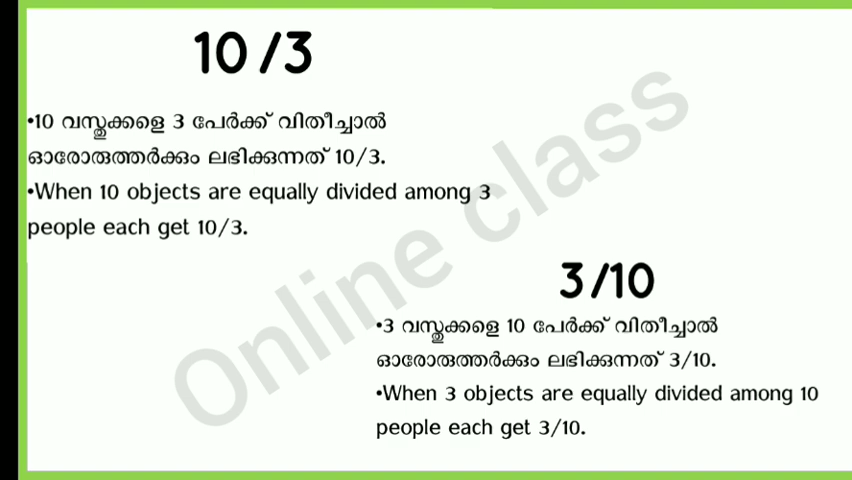 10/3
•10 വസ്തുക്കളെ 3 പേർക്ക് വിതീച്ചാൽ
ഓരോരുത്തർക്കും ലഭിക്കുന്നത് 10/3.
•When 10 objects are equally divided among 3
people each get 10/3.
3/10
•3 വസ്തുക്കളെ 10 പേർക്ക് വിതീച്ചാൽ
ഓരോരുത്തർക്കും ലഭിക്കുന്നത് 3/10.
•When 3 objects are equally divided among 10
people each get 3/10.
Online class